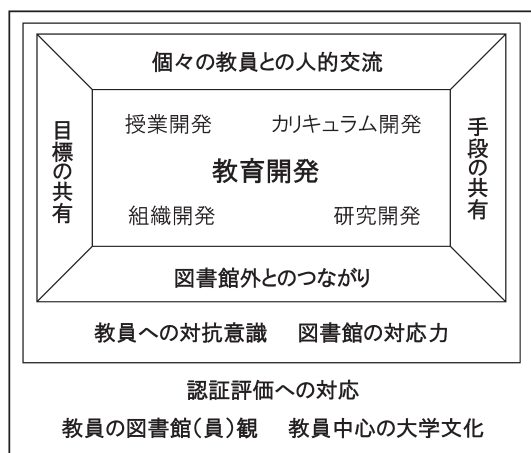 個々の教員との人的交流
目標の共有
手段の共有
授業開発 カリキュラム開発
教育開発
組織開発 研究開発
図書館外とのつながり
教員への対抗意識 図書館の対応力
認証評価への対応
教員の図書館(員)観 教員中心の大学文化